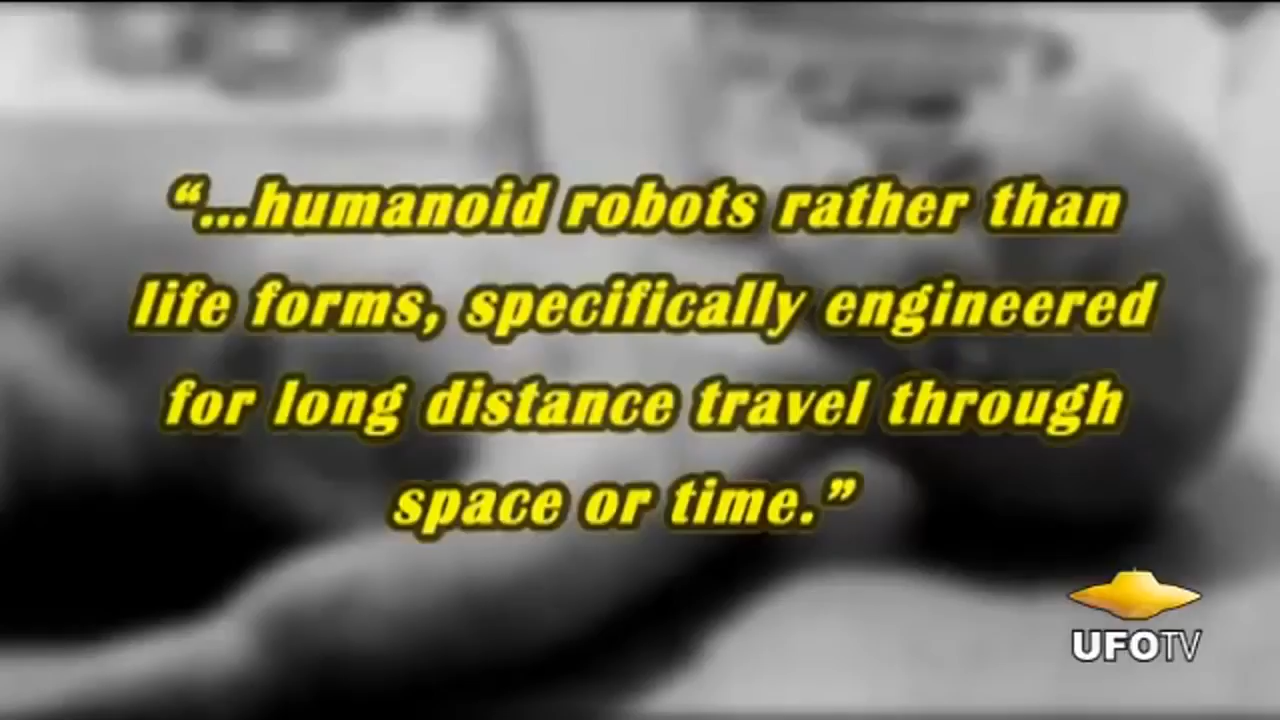 “...humanoid robots rather than
life forms, specifically engineered
for long distance travel through
space or time.”
UFOTV